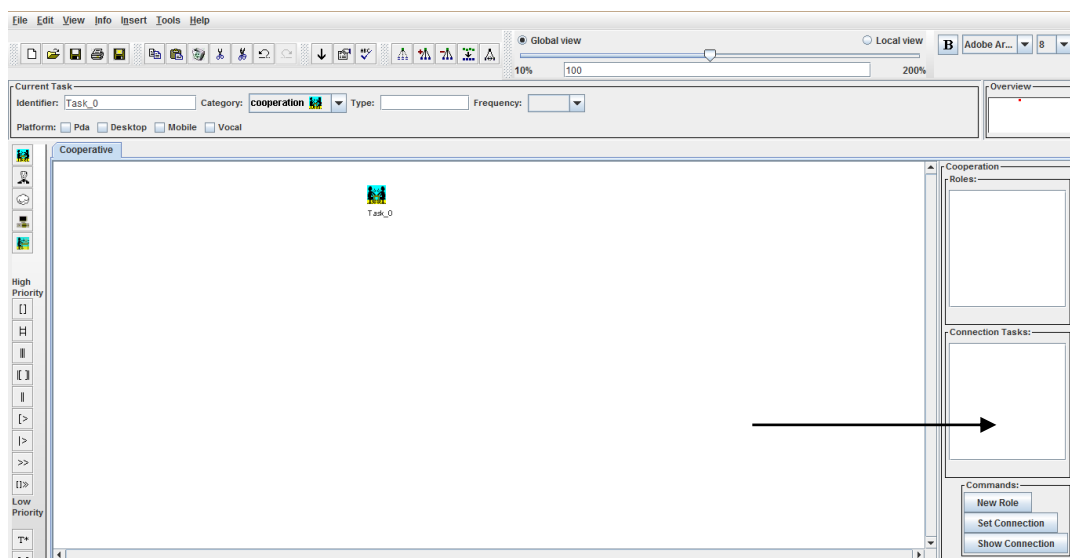 File Edit View Info Insert Tools Help
Global view
Local view
B Adobe Ar... 8
10% 100 200%
Current Task
Identifier: Task_0 Category: cooperation Type: Frequency:
Platform: Pda Desktop Mobile Vocal
Overview
Cooperative
Task_0
High
Priority
[]
|||
||
[>
|>
>>
[]»
Low
Priority
T*
Cooperation
Roles:
Connection Tasks:
Commands:
New Role
Set Connection
Show Connection